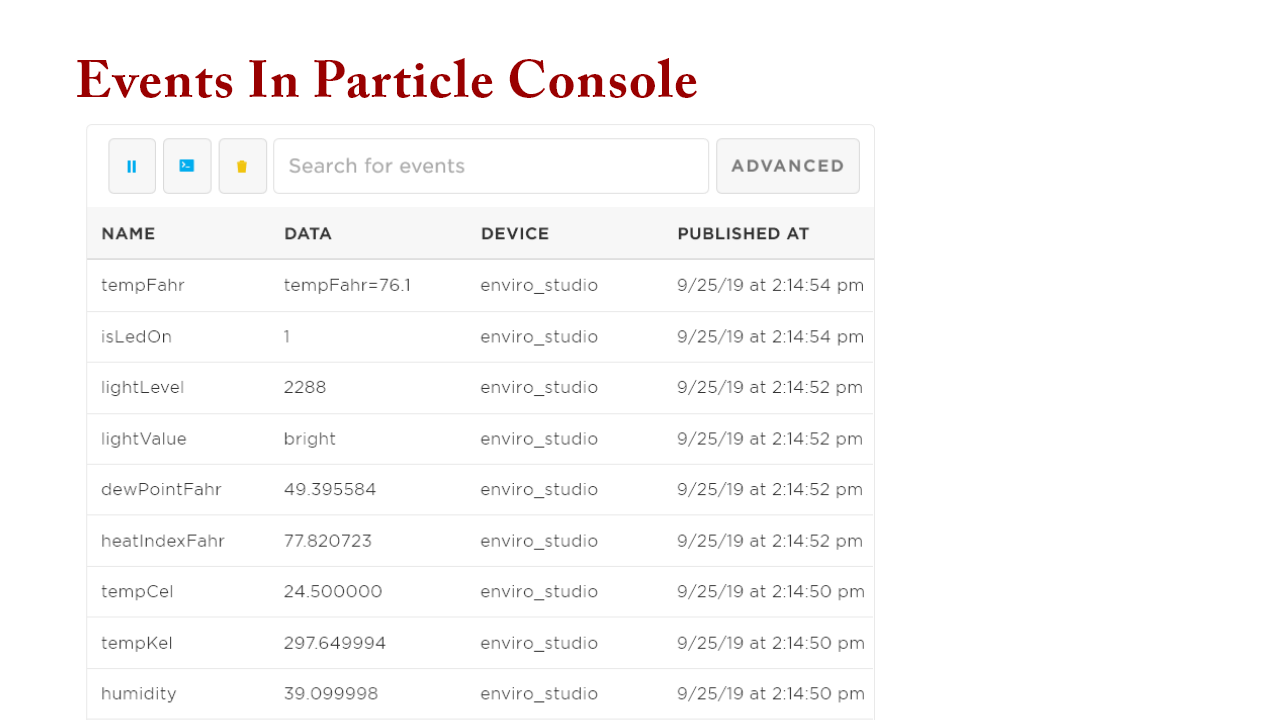 Events In Particle Console
Search for events ADVANCED
NAME DATA DEVICE PUBLISHED AT
tempFahr tempFahr=76.1 enviro_studio 9/25/19 at 2:14:54 pm
isLedOn 1 enviro_studio 9/25/19 at 2:14:54 pm
lightLevel 2288 enviro_studio 9/25/19 at 2:14:52 pm
lightValue bright enviro_studio 9/25/19 at 2:14:52 pm
dewPointFahr 49.395584 enviro_studio 9/25/19 at 2:14:52 pm
heatIndexFahr 77.820723 enviro_studio 9/25/19 at 2:14:52 pm
tempCel 24.500000 enviro_studio 9/25/19 at 2:14:50 pm
tempKel 297.649994 enviro_studio 9/25/19 at 2:14:50 pm
humidity 39.099998 enviro_studio 9/25/19 at 2:14:50 pm